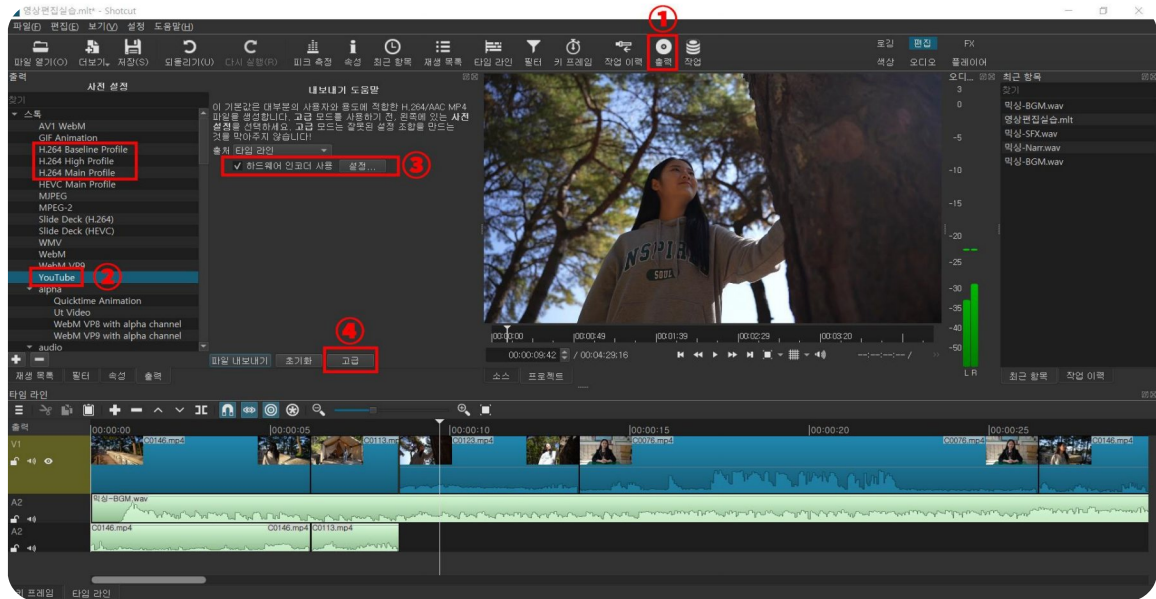 영상편집실습.mlt* - Shotcut
파일(F) 편집(E) 보기(V) 설정 도움말(H)
①
파일 열기(O) 더보기 저장(S) 되돌리기(U) 다시 실행(R) 피크 측정 속성 최근 항목 재생 목록 타임 라인 필터 키 프레임 작업 이력 출력 작업
로깅 편집 FX
색상 오디오 플레이어
출력
사전 설정
찾기
스톡
AV1 WebM
GIF Animation
H.264 Baseline Profile
H.264 High Profile
H.264 Main Profile
HEVC Main Profile
MJPEG
MPEG-2
Slide Deck (H.264)
Slide Deck (HEVC)
WMV
WebM
WebM VP9
YouTube
②
alpha
Quicktime Animation
Ut Video
WebM VP8 with alpha channel
WebM VP9 with alpha channel
audio
내보내기 도움말
이 기본값은 대부분의 사용자와 용도에 적합한 H.264/AAC MP4
파일을 생성합니다. 고급 모드를 사용하기 전, 왼쪽에 있는 사전
설정를 선택하세요. 고급 모드는 잘못된 설정 조합을 만드는
것을 막아주지 않습니다!
출처 타임 라인
하드웨어 인코더 사용 설정...
③
④
파일 내보내기 초기화 고급
재생 목록 필터 속성 출력
INSPIR
SOUL
00:00:00 00:00:49 00:01:39 00:02:29 00:03:20
00:00:09:42 / 00:04:29:16 --:--:--:-- /
소스 프로젝트
오디...
3
0
-5
-10
-15
-20
-25
-30
-35
-40
-50
L R
최근 항목
찾기
믹싱-BGM.wav
영상편집실습.mlt
믹싱-SFX.wav
믹싱-Narr.wav
믹싱-BGM.wav
최근 항목 작업 이력
타임 라인
출력
00:00:00 00:00:05 00:00:10 00:00:15 00:00:20 00:00:25
V1
C0146.mp4 C0113.mp C0123.mp4 C0076.mp4 C0076.mp4 C0146.mp4
A2
믹싱-BGM.wav
A2
C0146.mp4 C0146.mp4 C0113.mp4
키 프레임 타임 라인